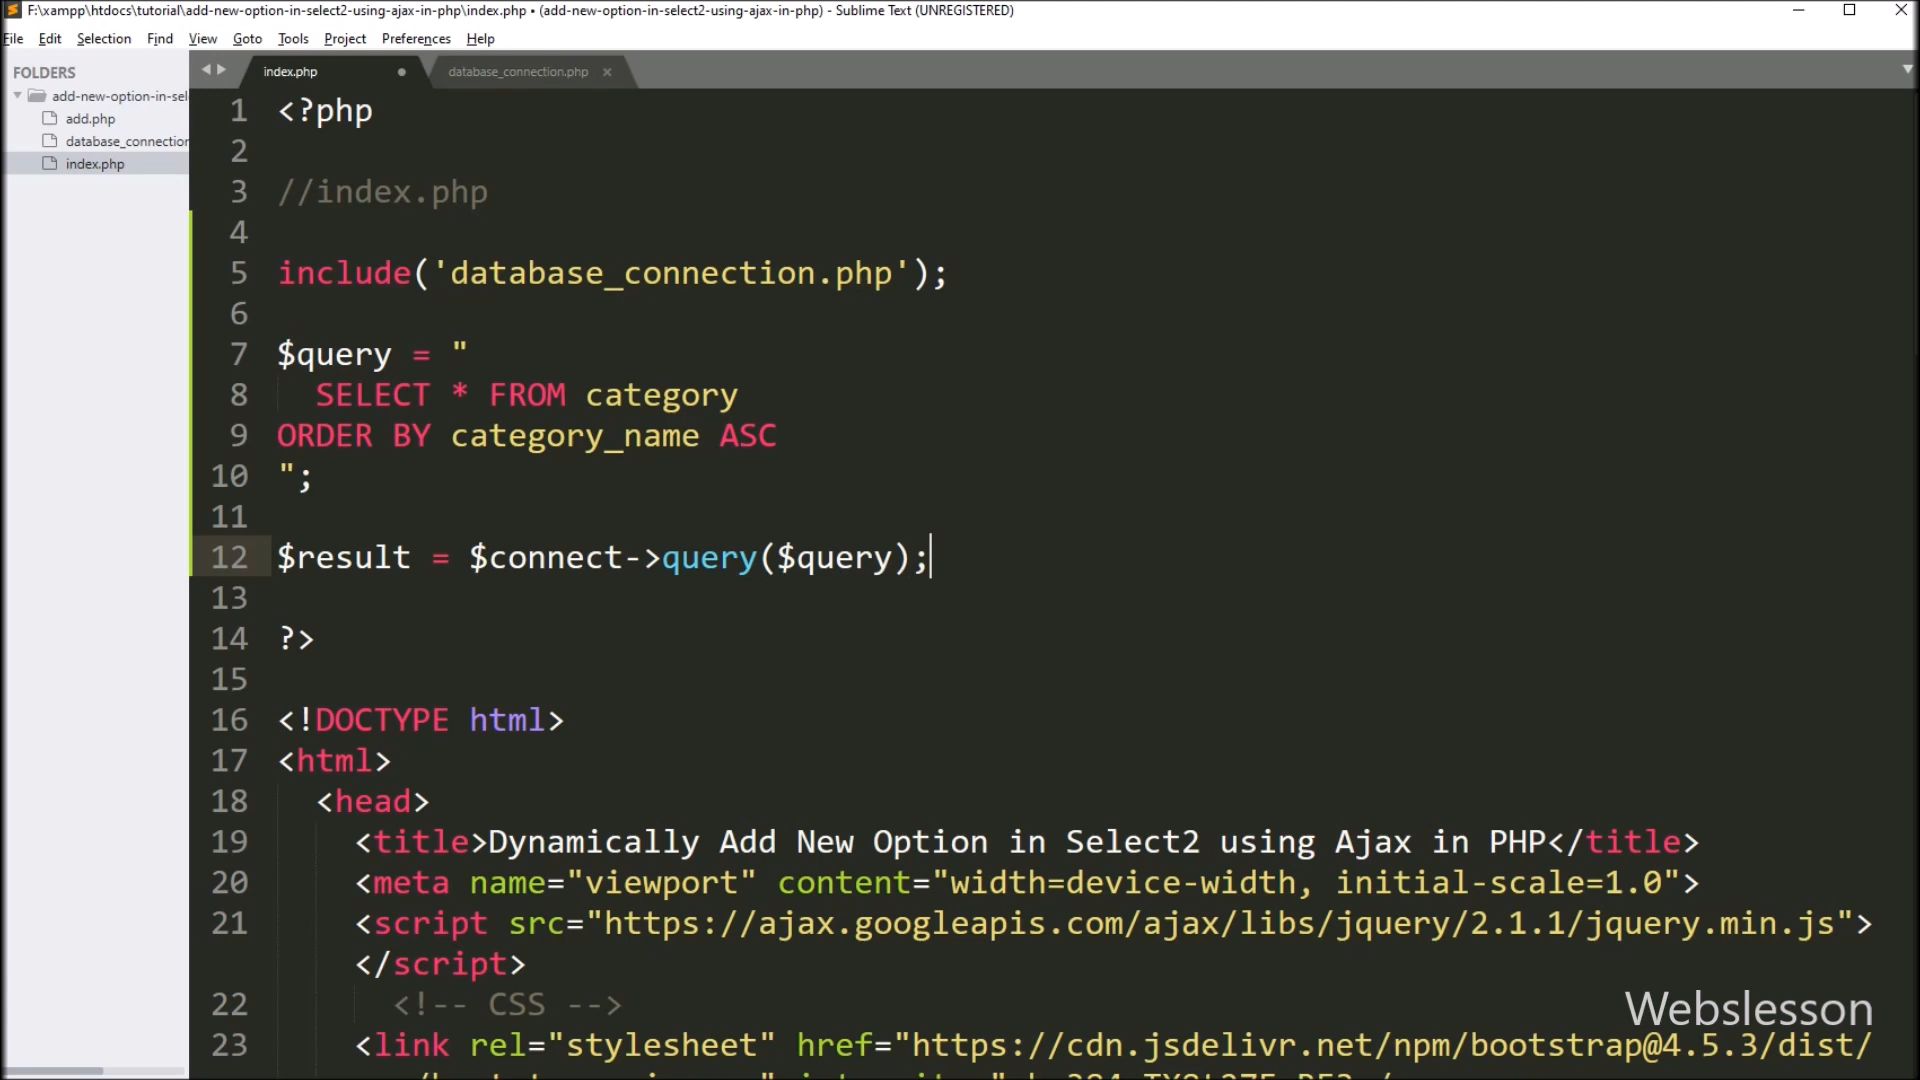 F:\xampp\htdocs\tutorial\add-new-option-in-select2-using-ajax-in-php\index.php • (add-new-option-in-select2-using-ajax-in-php) - Sublime Text (UNREGISTERED)
File Edit Selection Find View Goto Tools Project Preferences Help
FOLDERS
add-new-option-in-sel
add.php
database_connection
index.php
index.php
database_connection.php
1 <?php
2
3 //index.php
4
5 include('database_connection.php');
6
7 $query = "
8 SELECT * FROM category
9 ORDER BY category_name ASC
10 ";
11
12 $result = $connect->query($query);
13
14 ?>
15
16 <!DOCTYPE html>
17 <html>
18 <head>
19 <title>Dynamically Add New Option in Select2 using Ajax in PHP</title>
20 <meta name="viewport" content="width=device-width, initial-scale=1.0">
21 <script src="https://ajax.googleapis.com/ajax/libs/jquery/2.1.1/jquery.min.js">
</script>
22 <!-- CSS -->
23 <link rel="stylesheet" href="https://cdn.jsdelivr.net/npm/bootstrap@4.5.3/dist/
Webslesson